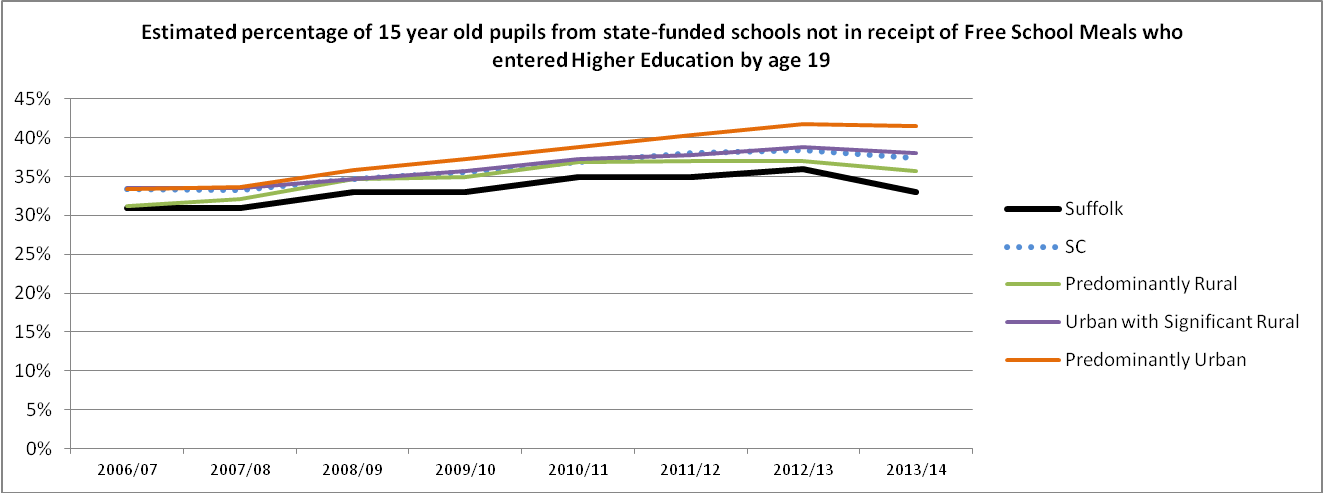 Estimated percentage of 15 year old pupils from state-funded schools not in receipt of Free School Meals who
entered Higher Education by age 19
45%
40%
35%
30%
25%
20%
15%
10%
5%
0%
2006/07 2007/08 2008/09 2009/10 2010/11 2011/12 2012/13 2013/14
Suffolk
SC
Predominantly Rural
Urban with Significant Rural
Predominantly Urban